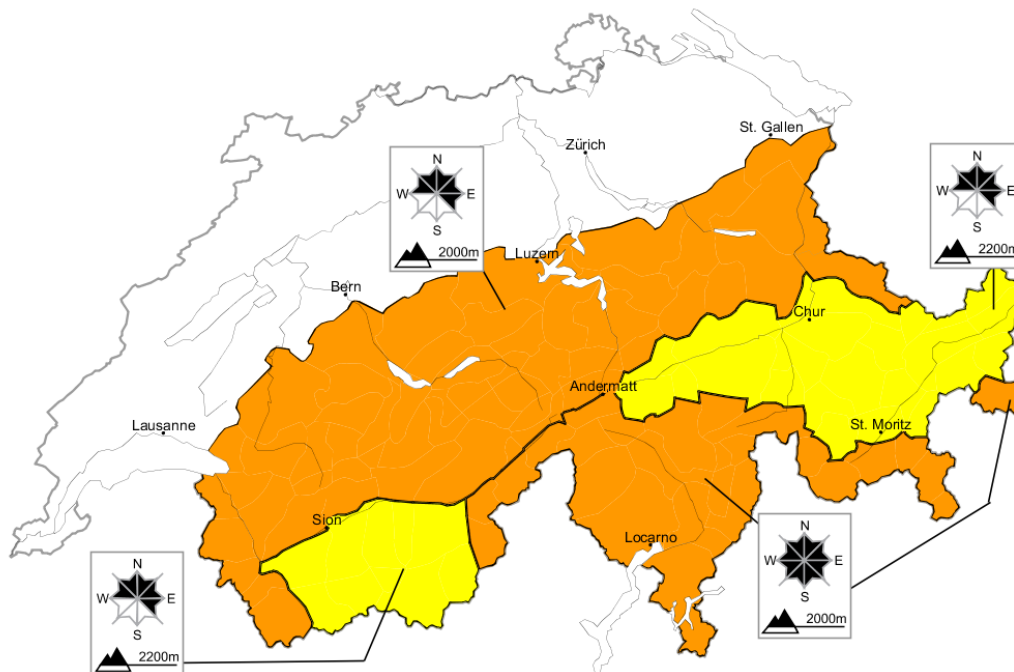 St. Gallen
Zürich
N
W E
S
2000m
N
W E
S
2200m
Luzern
Bern
Chur
Andermatt
Lausanne
St. Moritz
Sion
Locarno
N
W E
S
2000m
N
W E
S
2200m